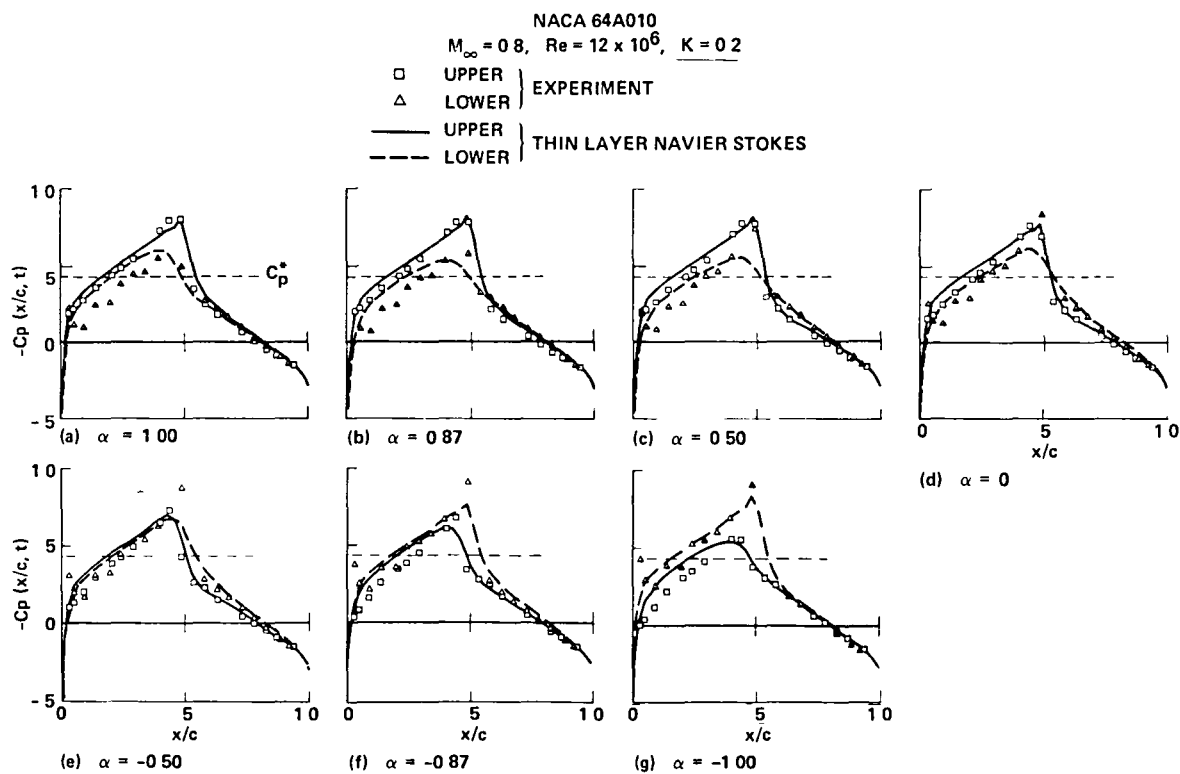 NACA 64A010
M∞ = 0 8, Re = 12 x 10⁶, K = 0 2
□ UPPER
△ LOWER
EXPERIMENT
UPPER
LOWER
THIN LAYER NAVIER STOKES
1 0
5
0
-5
-Cp (x/c, t)
C*p
(a) α = 1 00
(b) α = 0 87
(c) α = 0 50
0 5 1 0
x/c
(d) α = 0
1 0
5
0
-5
-Cp (x/c, t)
0 5 1 0
x/c
(e) α = -0 50
0 5 1 0
x/c
(f) α = -0 87
0 5 1 0
x/c
(g) α = -1 00